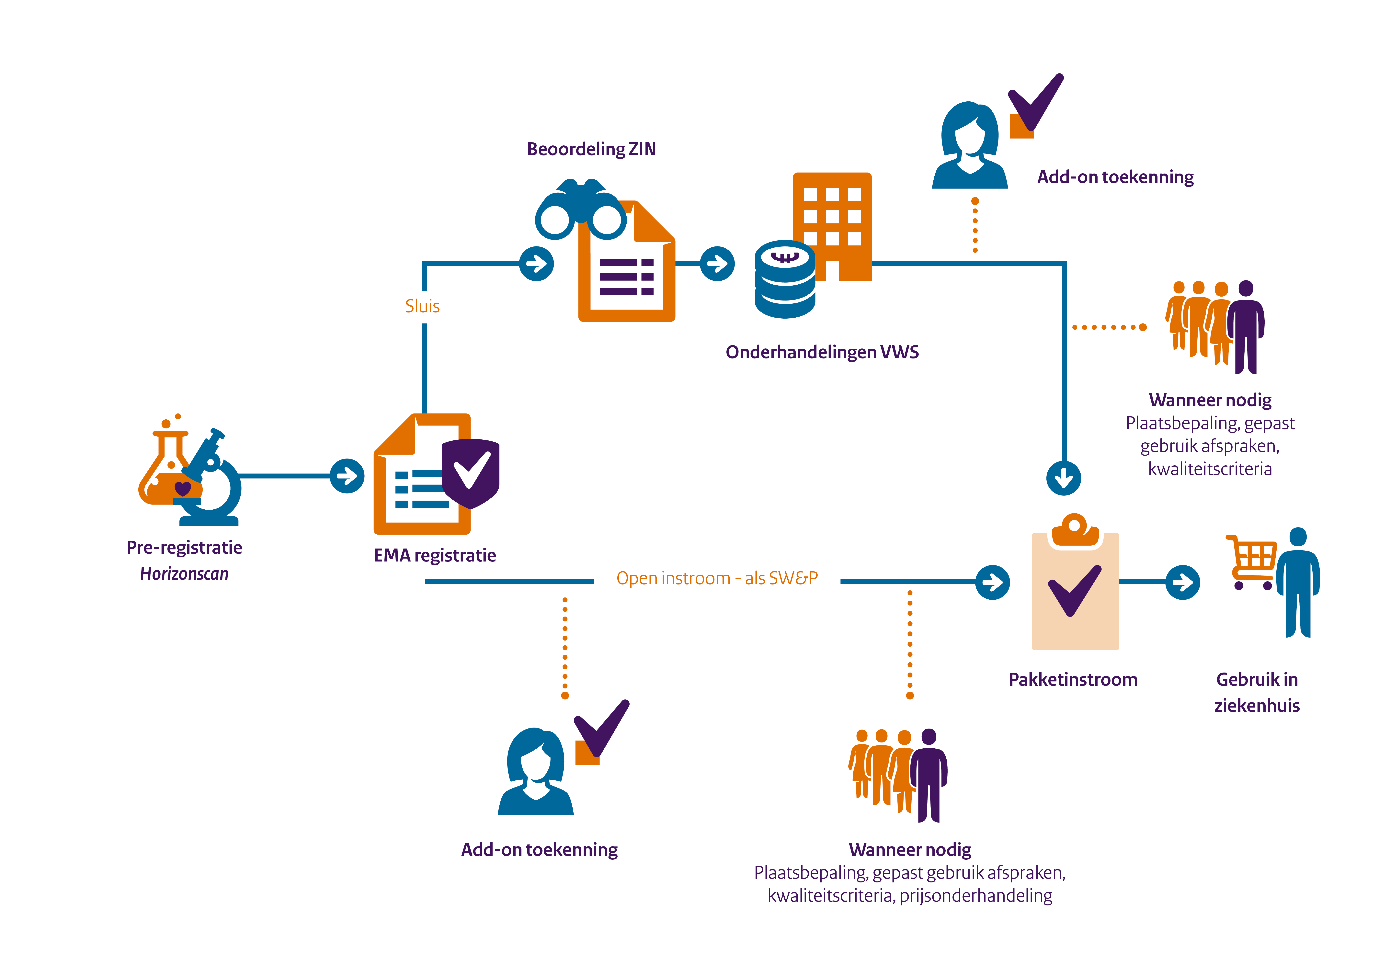 Beoordeling ZIN
Add-on toekenning
Sluis
Onderhandelingen VWS
Wanneer nodig
Plaatsbepaling, gepast
gebruik afspraken,
kwaliteitscriteria
Pre-registratie
Horizonscan
EMA registratie
Open instroom - als SW&P
Pakketinstroom
Gebruik in
ziekenhuis
Add-on toekenning
Wanneer nodig
Plaatsbepaling, gepast gebruik afspraken,
kwaliteitscriteria, prijsonderhandeling